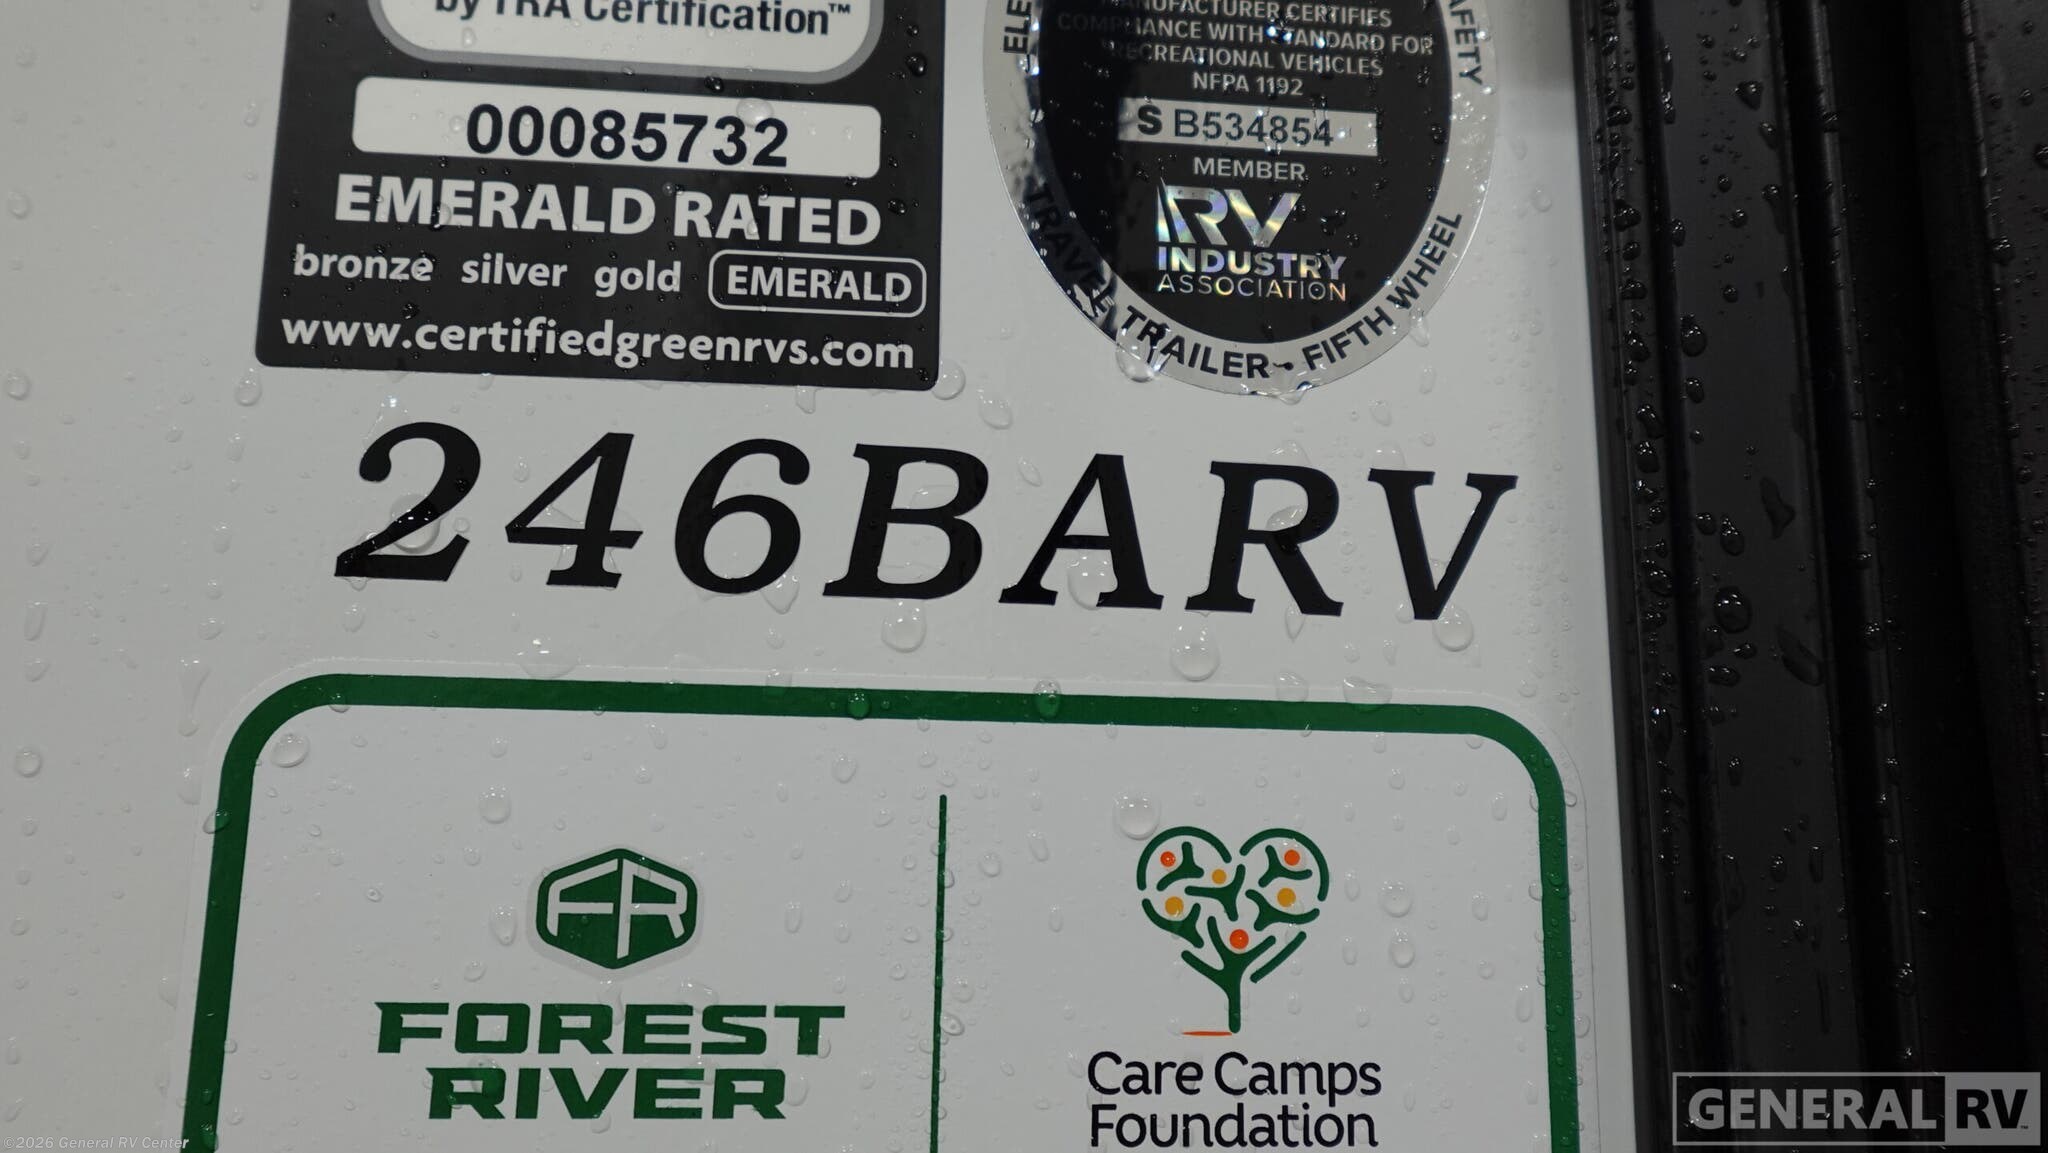 by TRA Certification™
00085732
EMERALD RATED
bronze silver gold EMERALD
www.certifiedgreenrvs.com
MANUFACTURER CERTIFIES
COMPLIANCE WITH STANDARD FOR
RECREATIONAL VEHICLES
NFPA 1192
S B534854
MEMBER
RV
INDUSTRY
ASSOCIATION
TRAVEL TRAILER - FIFTH WHEEL
246BARV
FR
FOREST
RIVER
Care Camps
Foundation
GENERAL RV
©2026 General RV Center